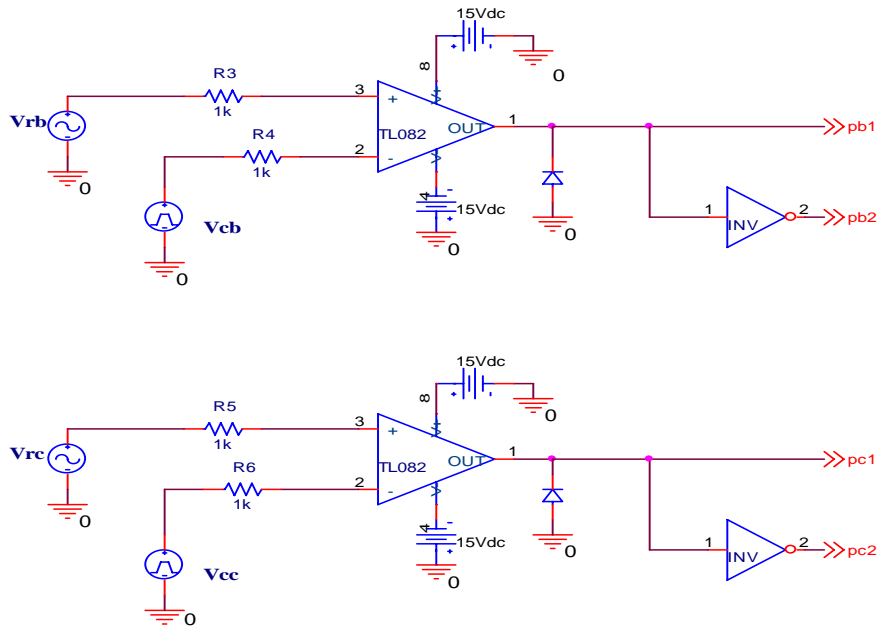 15Vdc
+ -
0
8
R3
1k
3
+
V+
OUT
1
pb1
Vrb
+
-
0
R4
1k
2
-
TL082
V-
4
-
+
15Vdc
0
0
Vcb
+
-
0
1
INV
2
pb2
15Vdc
+ -
0
8
R5
1k
3
+
V+
OUT
1
pc1
Vrc
+
-
0
R6
1k
2
-
TL082
V-
4
-
+
15Vdc
0
0
Vcc
+
-
0
1
INV
2
pc2